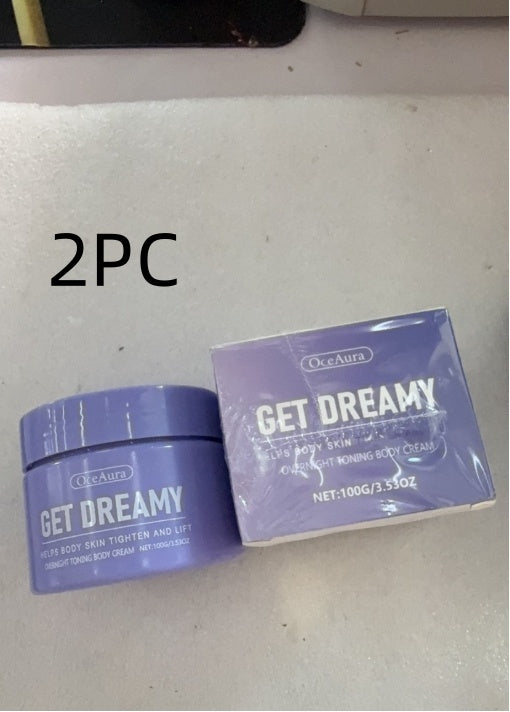 2PC
OceAura
GET DREAMY
HELPS BODY SKIN TIGHTEN AND LIFT
OVERNIGHT TONING BODY CREAM NET:100G/3.53OZ
OceAura
GET DREAMY
HELPS BODY SKIN
OVERNIGHT TONING BODY CREAM
NET:100G/3.53OZ